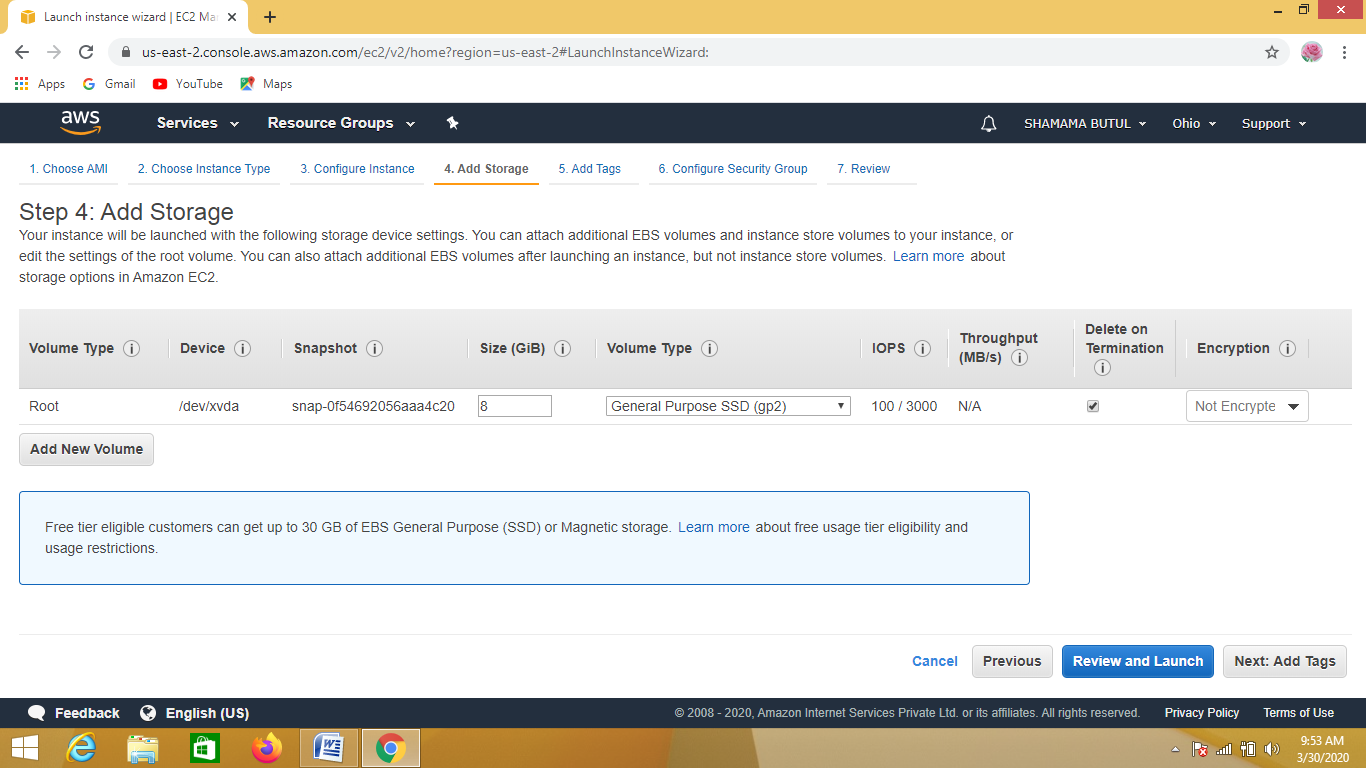 Launch instance wizard | EC2 Ma
us-east-2.console.aws.amazon.com/ec2/v2/home?region=us-east-2#LaunchInstanceWizard:
Apps Gmail YouTube Maps
aws Services Resource Groups SHAMAMA BUTUL Ohio Support
1. Choose AMI 2. Choose Instance Type 3. Configure Instance 4. Add Storage 5. Add Tags 6. Configure Security Group 7. Review
Step 4: Add Storage
Your instance will be launched with the following storage device settings. You can attach additional EBS volumes and instance store volumes to your instance, or
edit the settings of the root volume. You can also attach additional EBS volumes after launching an instance, but not instance store volumes. Learn more about
storage options in Amazon EC2.
Volume Type Device Snapshot Size (GiB) Volume Type IOPS Throughput (MB/s) Delete on Termination Encryption
Root /dev/xvda snap-0f54692056aaa4c20 8 General Purpose SSD (gp2) 100 / 3000 N/A Not Encrypte
Add New Volume
Free tier eligible customers can get up to 30 GB of EBS General Purpose (SSD) or Magnetic storage. Learn more about free usage tier eligibility and
usage restrictions.
Cancel Previous Review and Launch Next: Add Tags
Feedback English (US) © 2008 - 2020, Amazon Internet Services Private Ltd. or its affiliates. All rights reserved. Privacy Policy Terms of Use
9:53 AM
3/30/2020